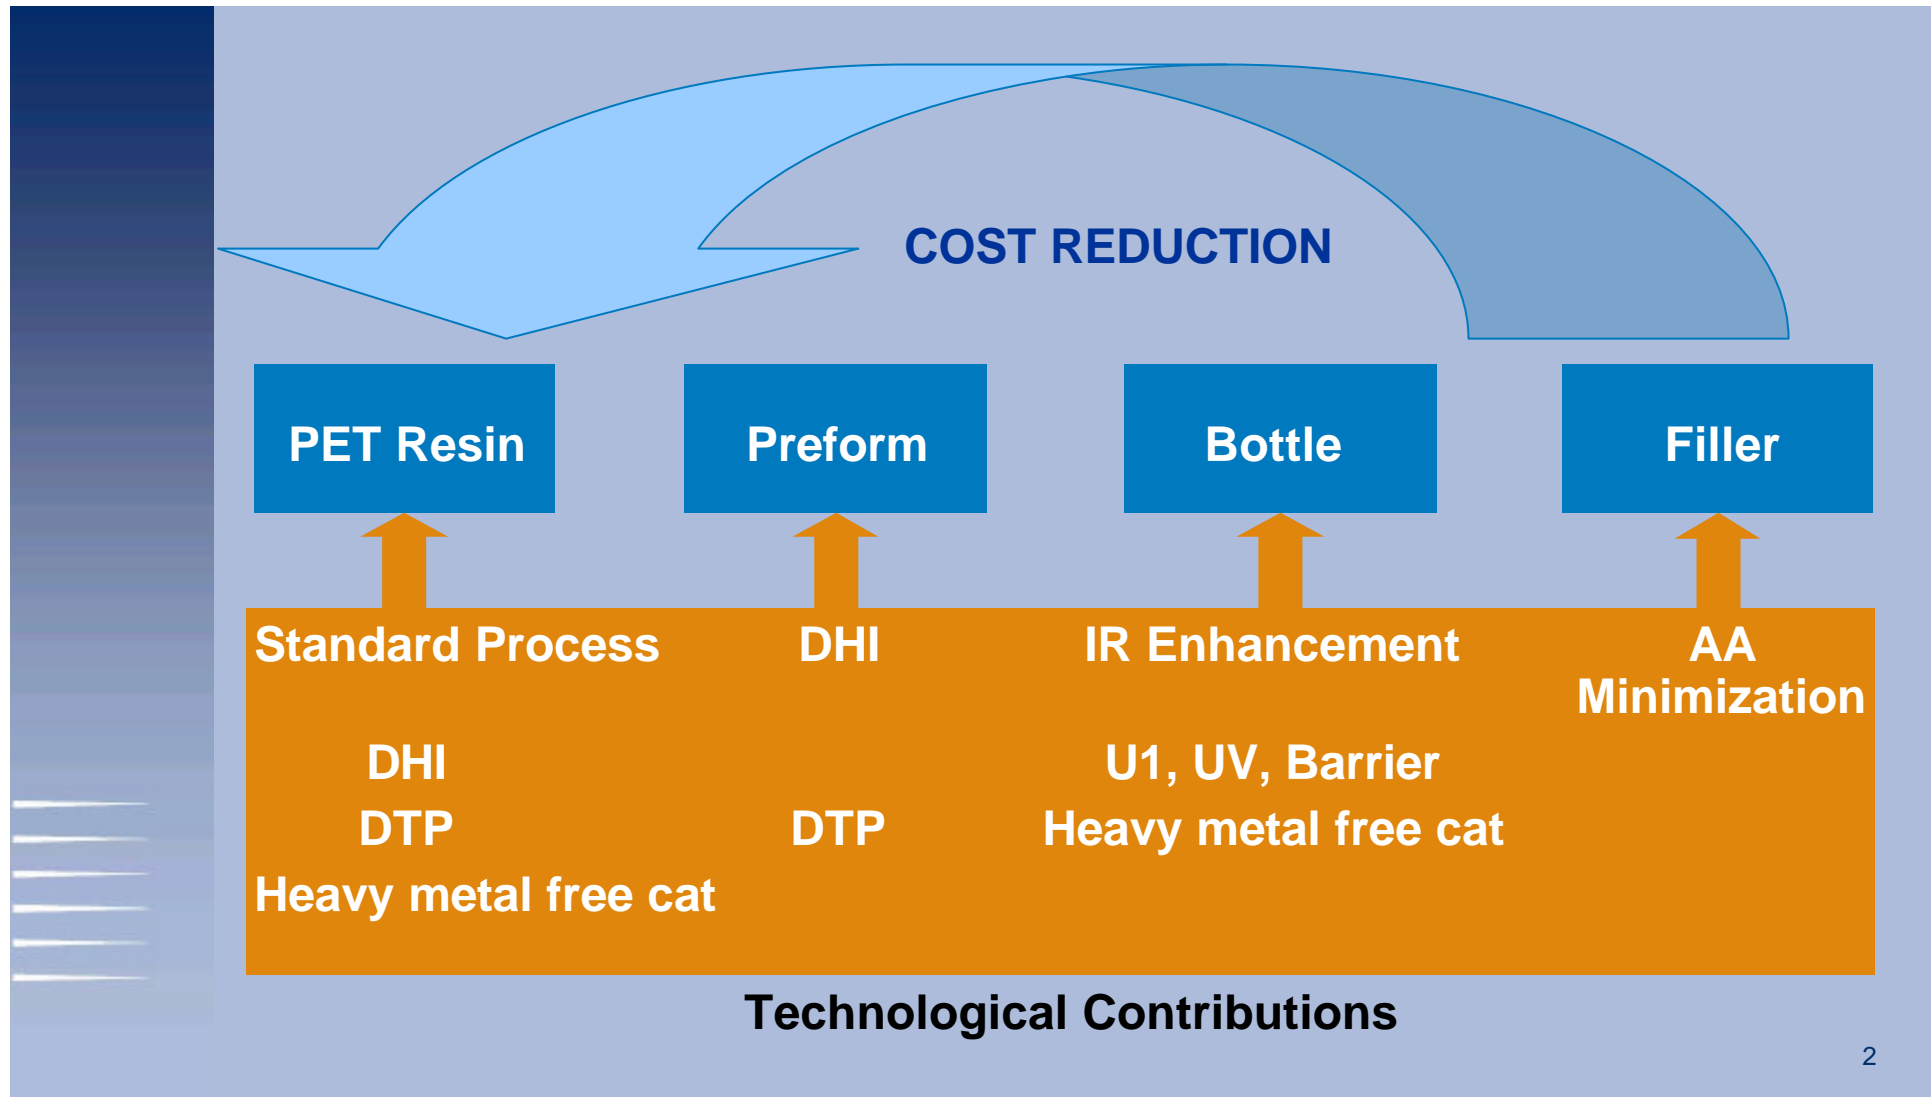 COST REDUCTION
PET Resin
Preform
Bottle
Filler
Standard Process
DHI
IR Enhancement
AA
Minimization
DHI
U1, UV, Barrier
DTP
DTP
Heavy metal free cat
Heavy metal free cat
Technological Contributions
2